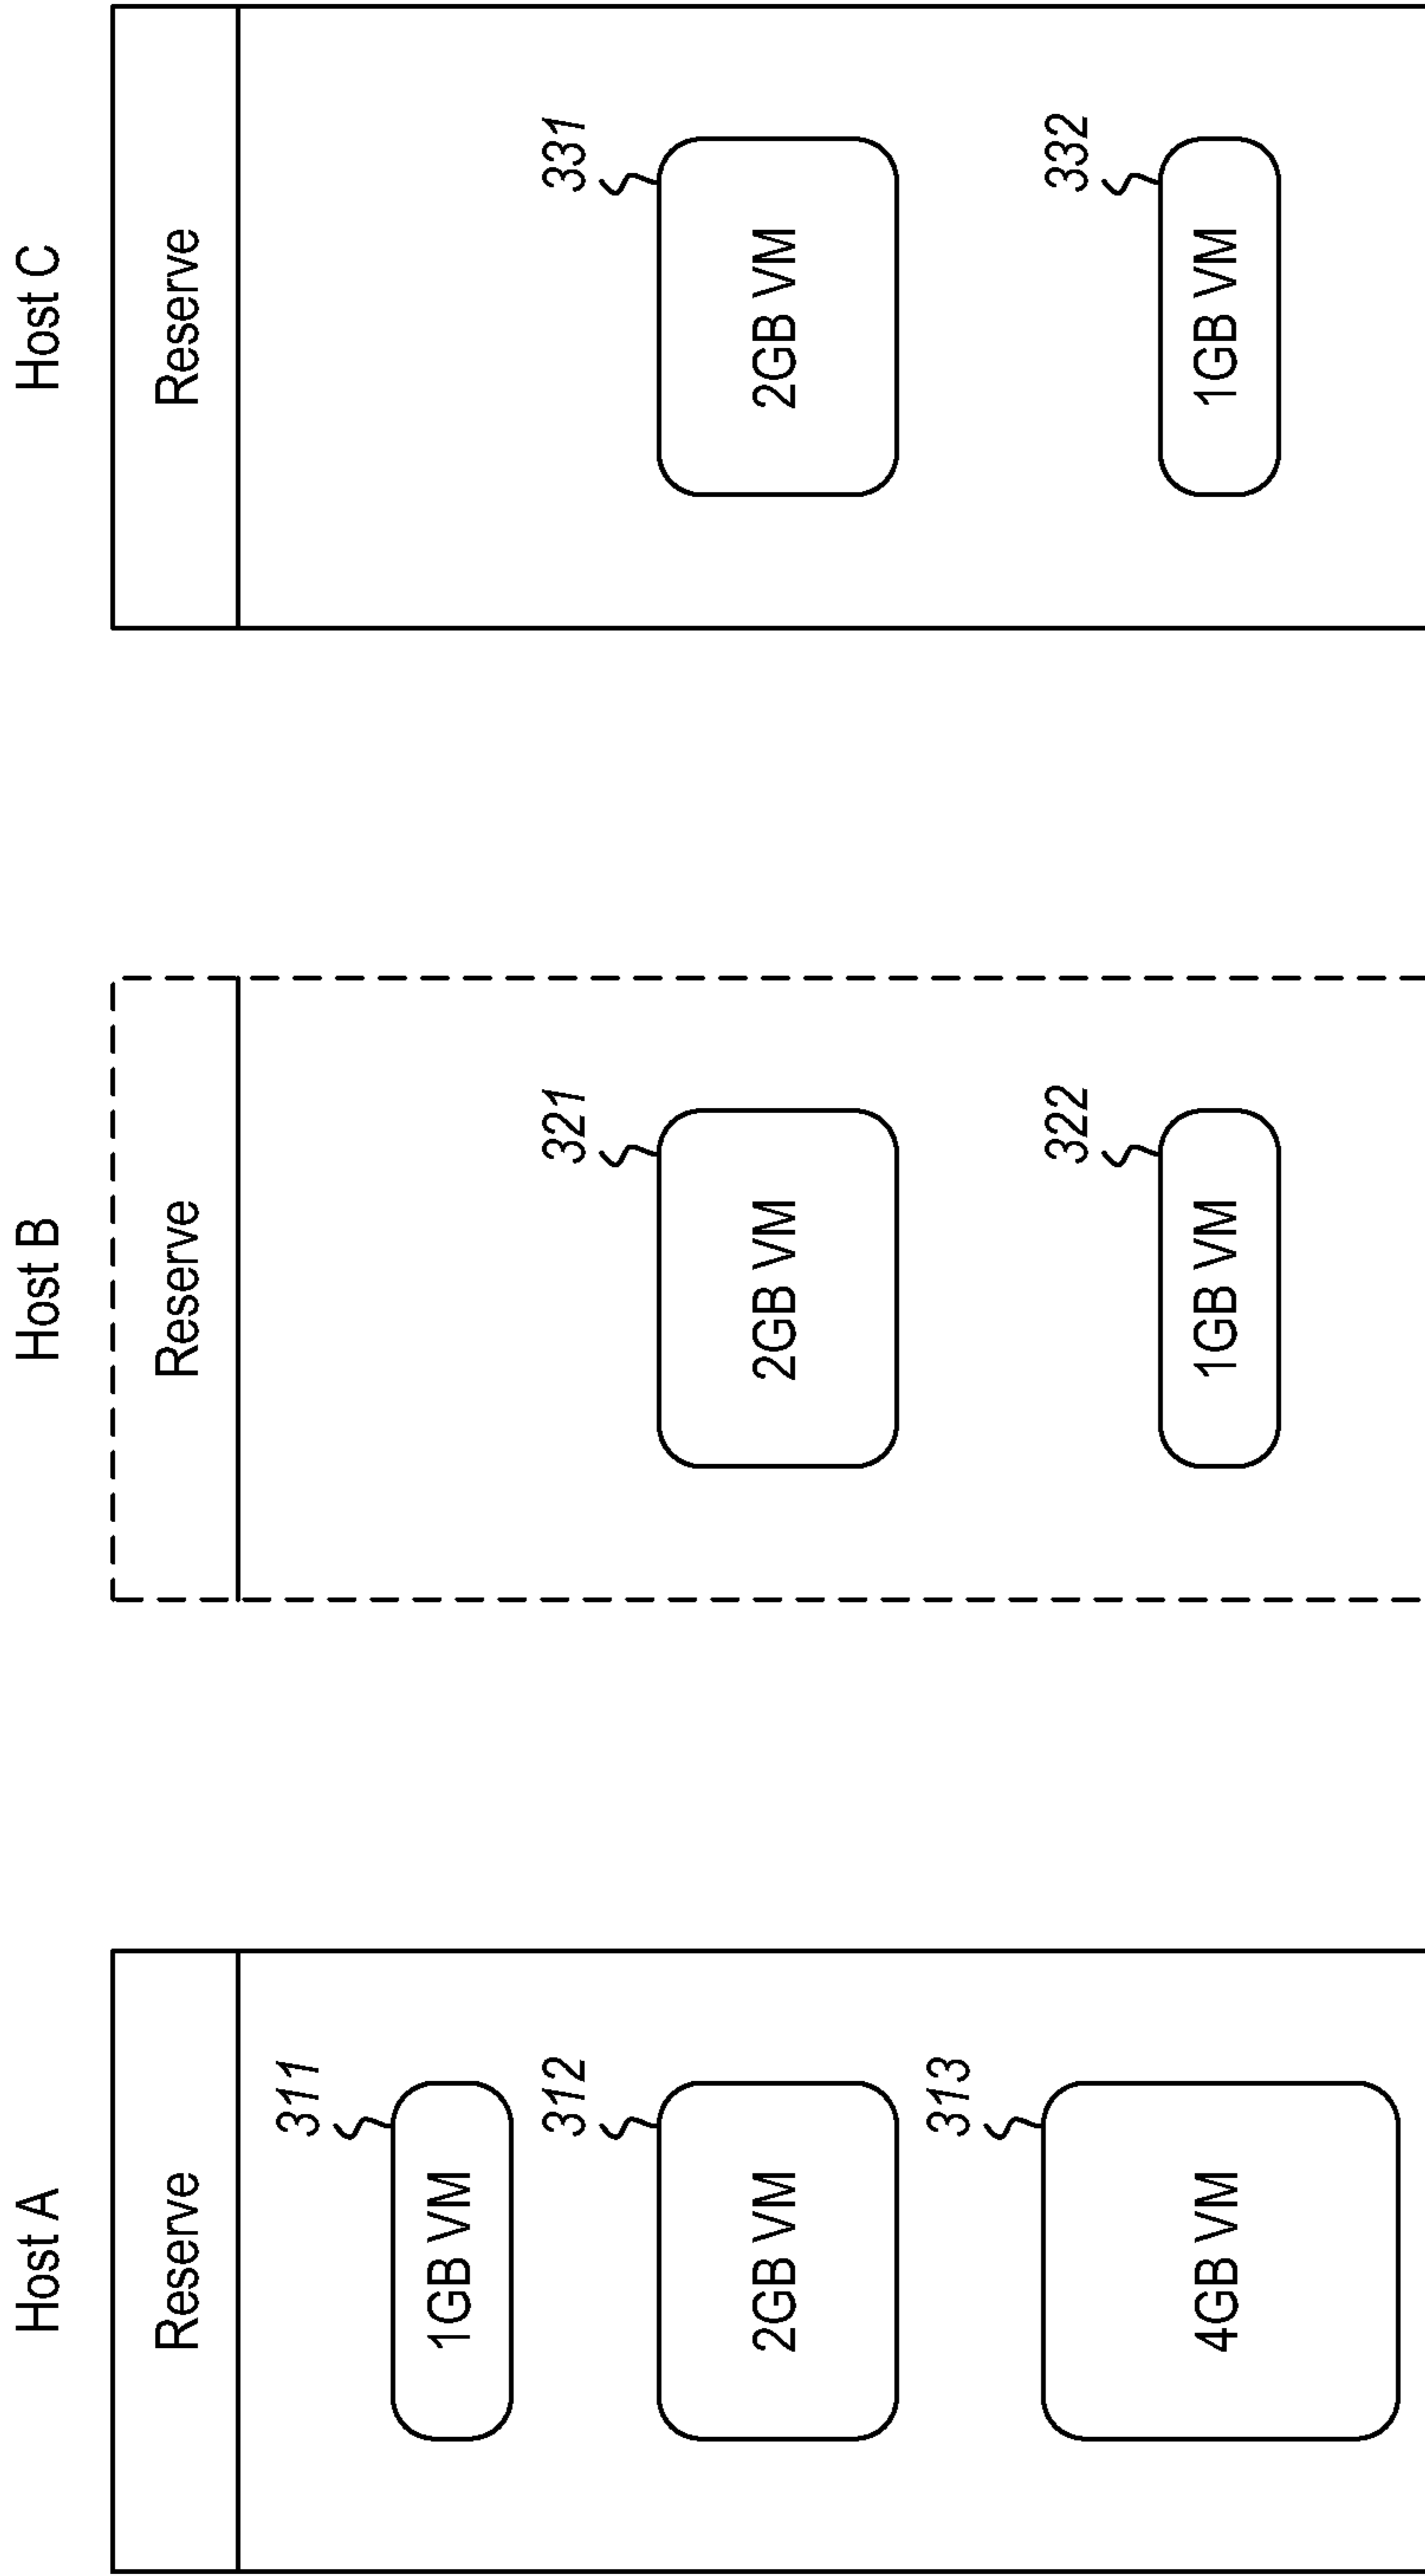 Host A
Reserve
311
1GB VM
312
2GB VM
313
4GB VM
Host B
Reserve
321
2GB VM
322
1GB VM
Host C
Reserve
331
2GB VM
332
1GB VM